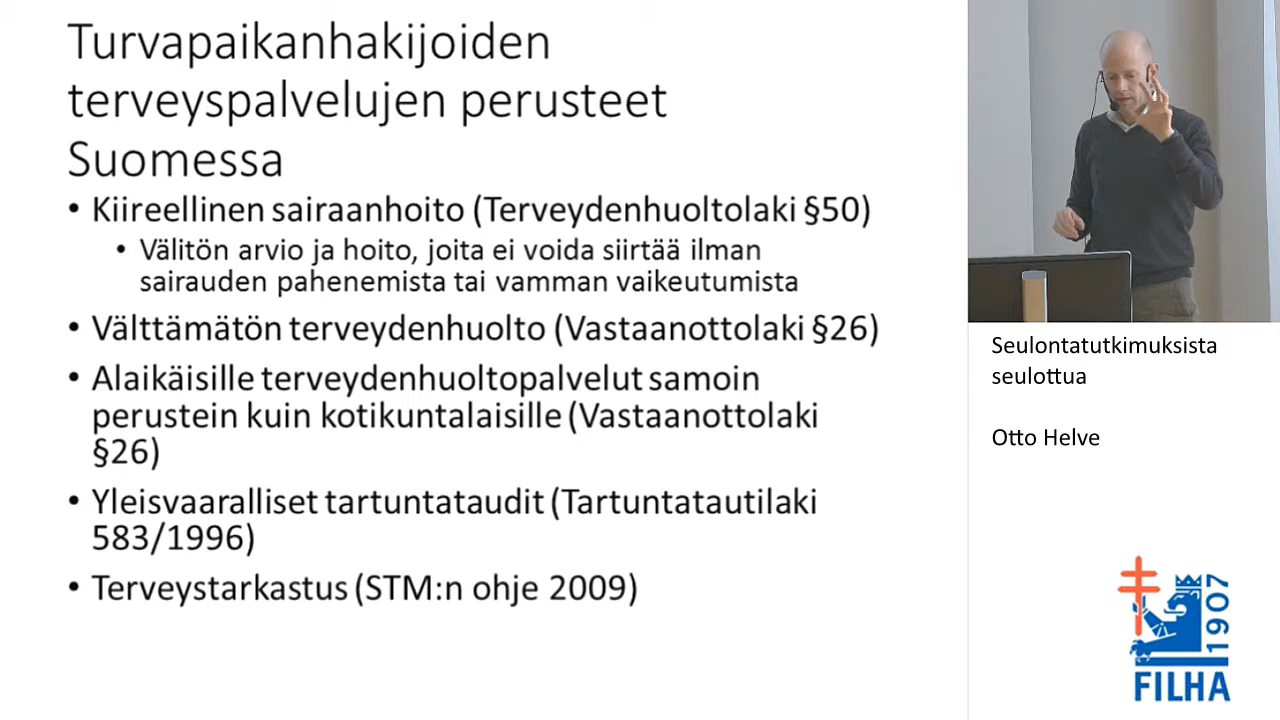 Turvapaikanhakijoiden
terveyspalvelujen perusteet
Suomessa
• Kiireellinen sairaanhoito (Terveydenhuoltolaki §50)
• Välitön arvio ja hoito, joita ei voida siirtää ilman
sairauden pahenemista tai vamman vaikeutumista
• Välttämätön terveydenhuolto (Vastaanottolaki §26)
• Alaikäisille terveydenhuoltopalvelut samoin
perustein kuin kotikuntalaisille (Vastaanottolaki
§26)
• Yleisvaaralliset tartuntataudit (Tartuntatautilaki
583/1996)
• Terveystarkastus (STM:n ohje 2009)
Seulontatutkimuksista
seulottua
Otto Helve
1907
FILHA